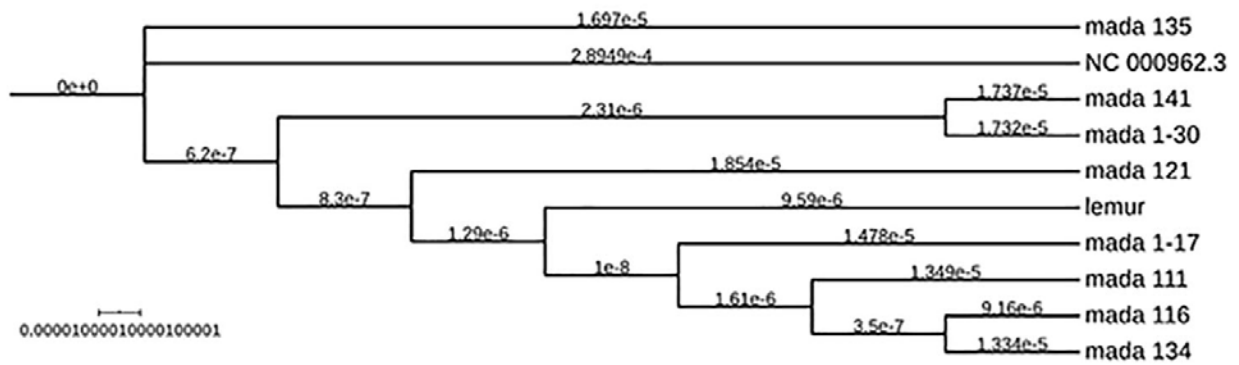 1.697e-5 mada 135
2.8949e-4 NC 000962.3
0e+0
1.737e-5 mada 141
2.31e-6
1.732e-5 mada 1-30
6.2e-7
1.854e-5 mada 121
8.3e-7
9.59e-6 lemur
1.29e-6
1.478e-5 mada 1-17
1e-8
1.349e-5 mada 111
1.61e-6
9.16e-6 mada 116
3.5e-7
1.334e-5 mada 134
0.00001000010000100001